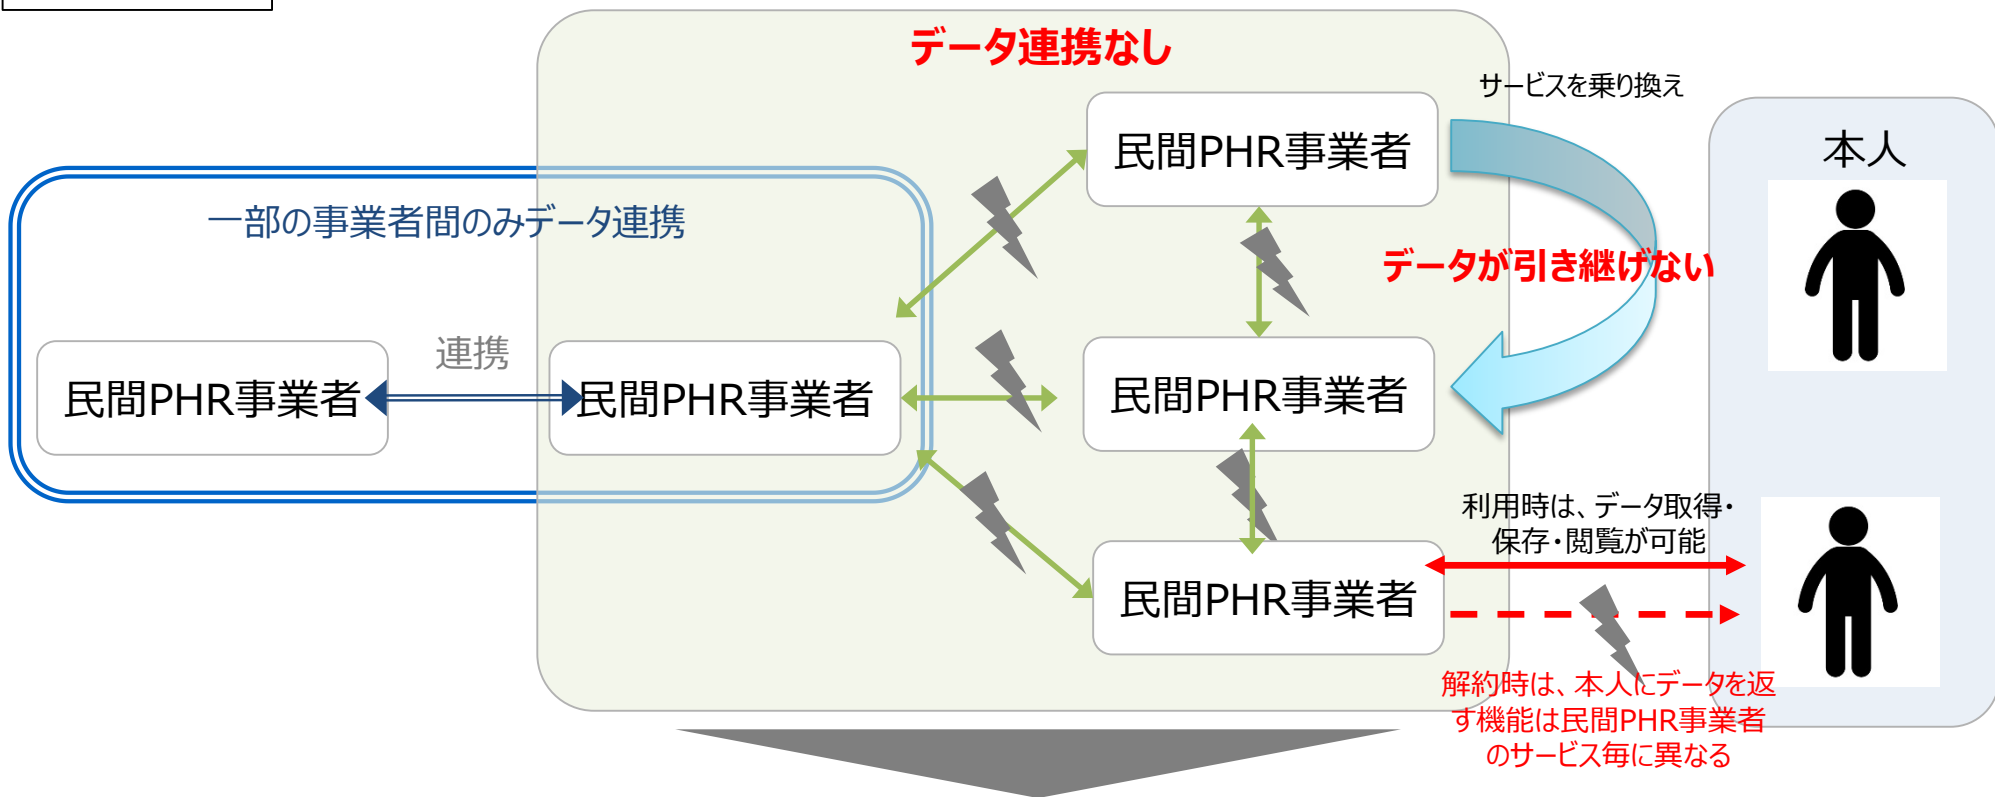 データ連携なし
サービスを乗り換え
民間PHR事業者
本人
一部の事業者間のみデータ連携
データが引き継げない
連携
民間PHR事業者
民間PHR事業者
民間PHR事業者
利用時は、データ取得・
保存・閲覧が可能
民間PHR事業者
解約時は、本人にデータを返
す機能は民間PHR事業者
のサービス毎に異なる